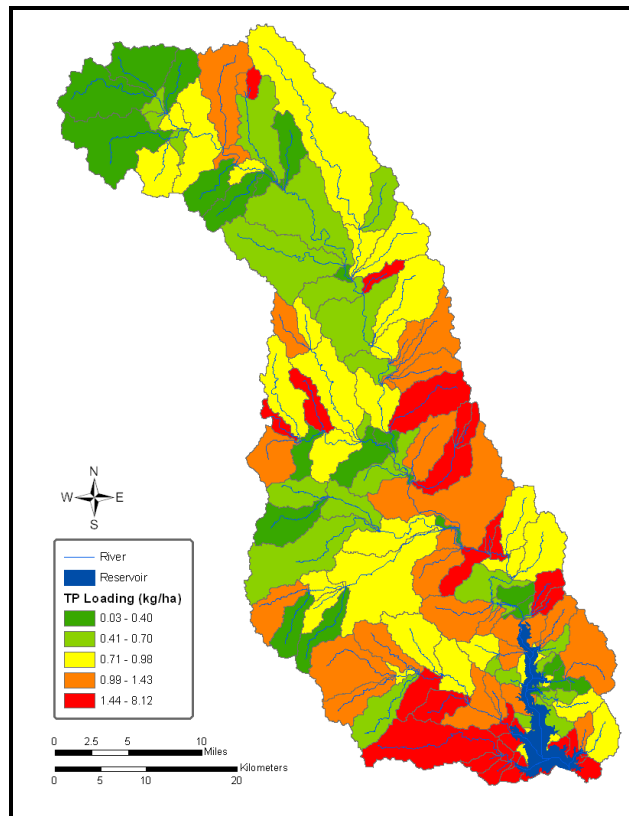 N
W E
S
River
Reservoir
TP Loading (kg/ha)
0.03 - 0.40
0.41 - 0.70
0.71 - 0.98
0.99 - 1.43
1.44 - 8.12
0 2.5 5 10
Miles
Kilometers
0 5 10 20